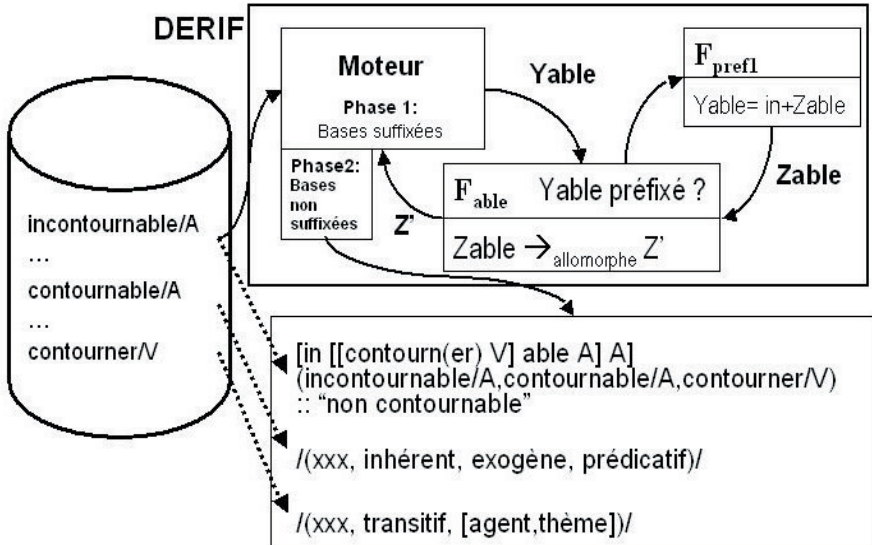 DERIF
Moteur
Phase 1:
Bases suffixées
Phase2:
Bases
non
suffixées
Yable
F pref1
Yable= in+Zable
Zable
F able Yable préfixé ?
Zable → allomorphe Z'
Z'
incontournable/A
...
contournable/A
...
contourner/V
[in [[contourn(er) V] able A] A]
(incontournable/A,contournable/A,contourner/V)
:: “non contournable”
/(xxx, inhérent, exogène, prédicatif)/
/(xxx, transitif, [agent,thème])/